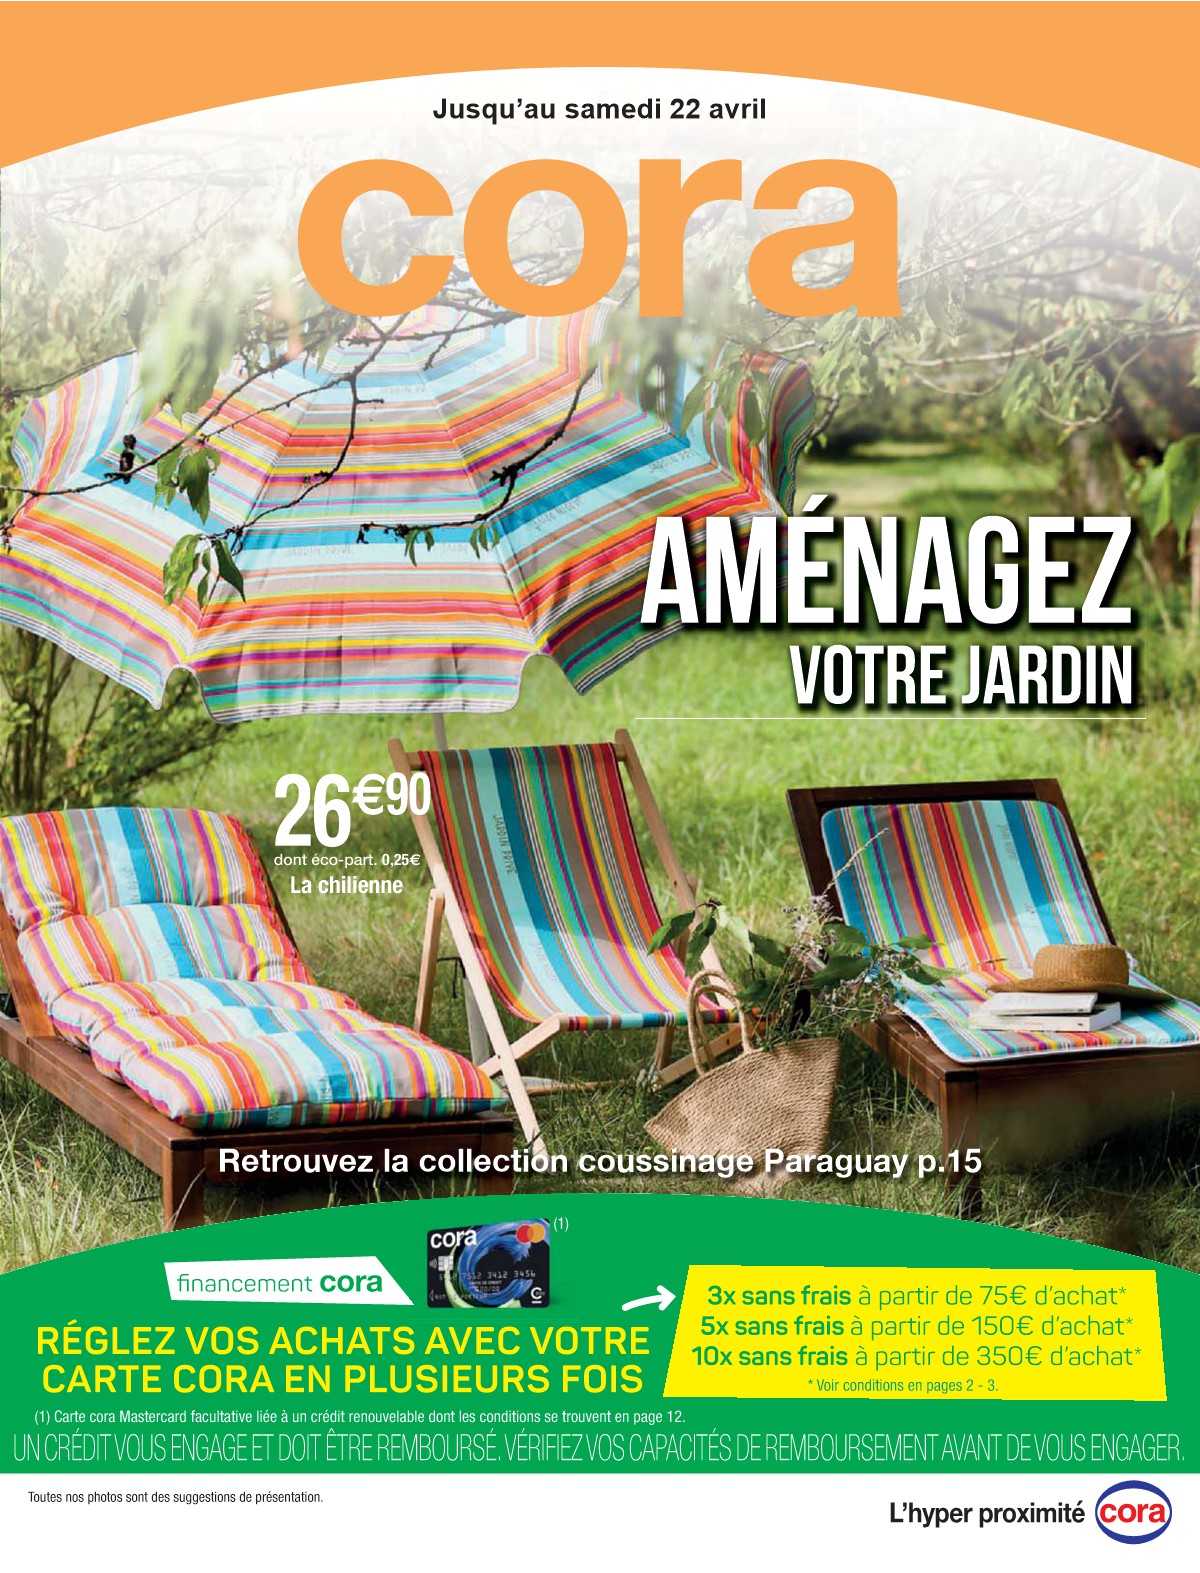 Jusqu'au samedi 22 avril
cora
AMÉNAGEZ
VOTRE JARDIN
26€90
dont éco-part. 0,25€
La chilienne
Retrouvez la collection coussinage Paraguay p.15
cora
(1)
financement cora
RÉGLEZ VOS ACHATS AVEC VOTRE
CARTE CORA EN PLUSIEURS FOIS
3x sans frais à partir de 75€ d'achat*
5x sans frais à partir de 150€ d'achat*
10x sans frais à partir de 350€ d'achat*
* Voir conditions en pages 2 - 3.
(1) Carte cora Mastercard facultative liée à un crédit renouvelable dont les conditions se trouvent en page 12.
UN CRÉDIT VOUS ENGAGE ET DOIT ÊTRE REMBOURSÉ. VÉRIFIEZ VOS CAPACITÉS DE REMBOURSEMENT AVANT DE VOUS ENGAGER.
Toutes nos photos sont des suggestions de présentation.
L'hyper proximité cora